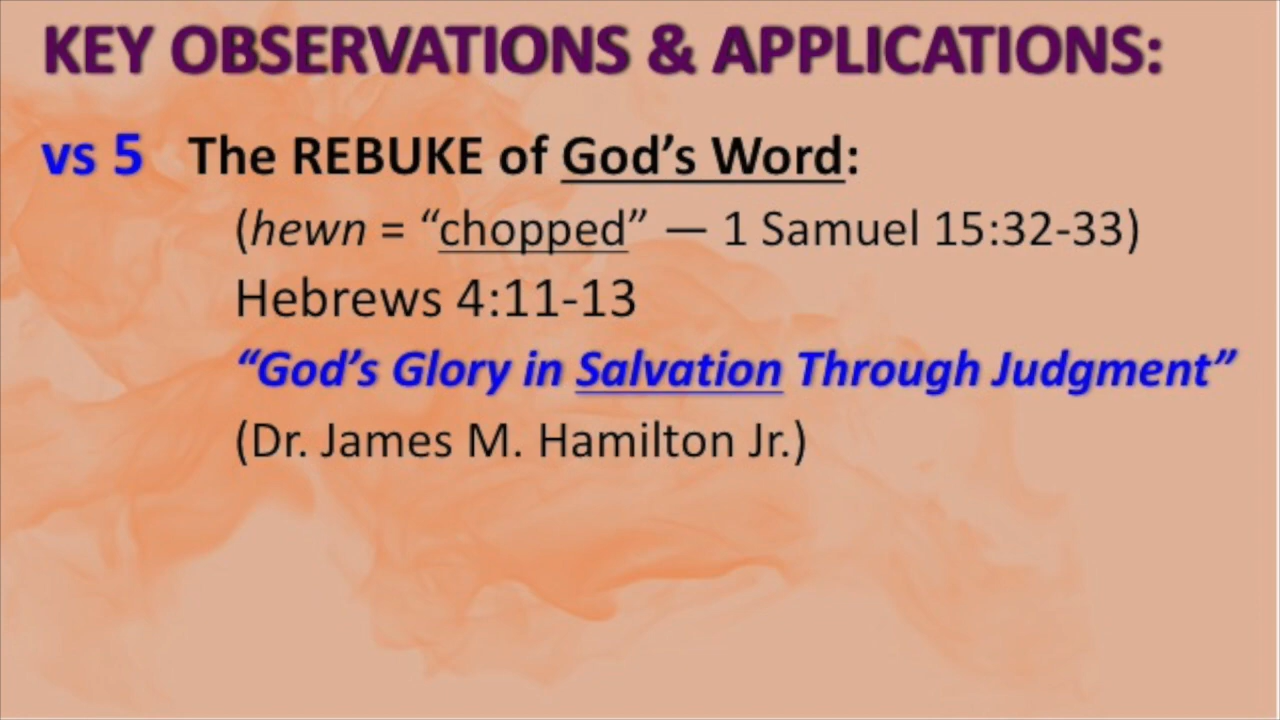 KEY OBSERVATIONS & APPLICATIONS:
vs 5 The REBUKE of God’s Word:
(hewn = “chopped” — 1 Samuel 15:32-33)
Hebrews 4:11-13
“God’s Glory in Salvation Through Judgment”
(Dr. James M. Hamilton Jr.)